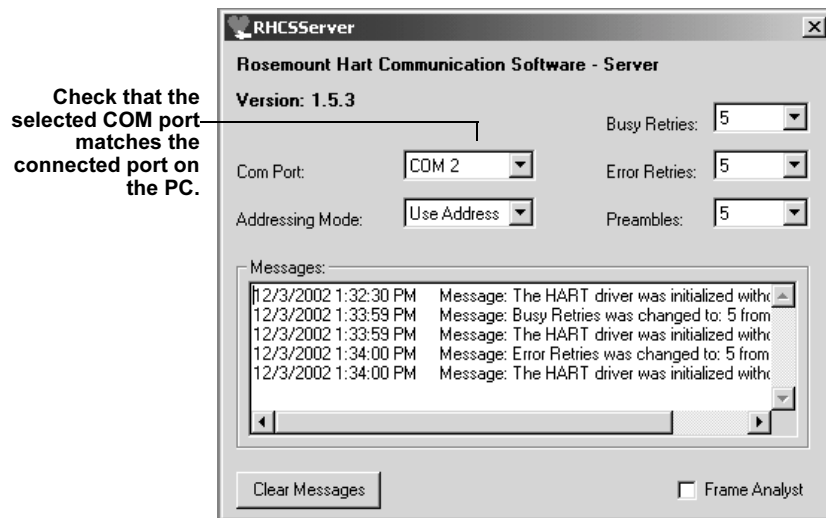 RHCSServer
Rosemount Hart Communication Software - Server
Version: 1.5.3
Check that the
selected COM port
matches the
connected port on
the PC.
Busy Retries: 5
Com Port: COM 2
Error Retries: 5
Addressing Mode: Use Address
Preambles: 5
Messages:
12/3/2002 1:32:30 PM Message: The HART driver was initialized
12/3/2002 1:33:59 PM Message: Busy Retries was changed to: 5 from
12/3/2002 1:33:59 PM Message: The HART driver was initialized
12/3/2002 1:34:00 PM Message: Error Retries was changed to: 5 from
12/3/2002 1:34:00 PM Message: The HART driver was initialized
Clear Messages
Frame Analyst